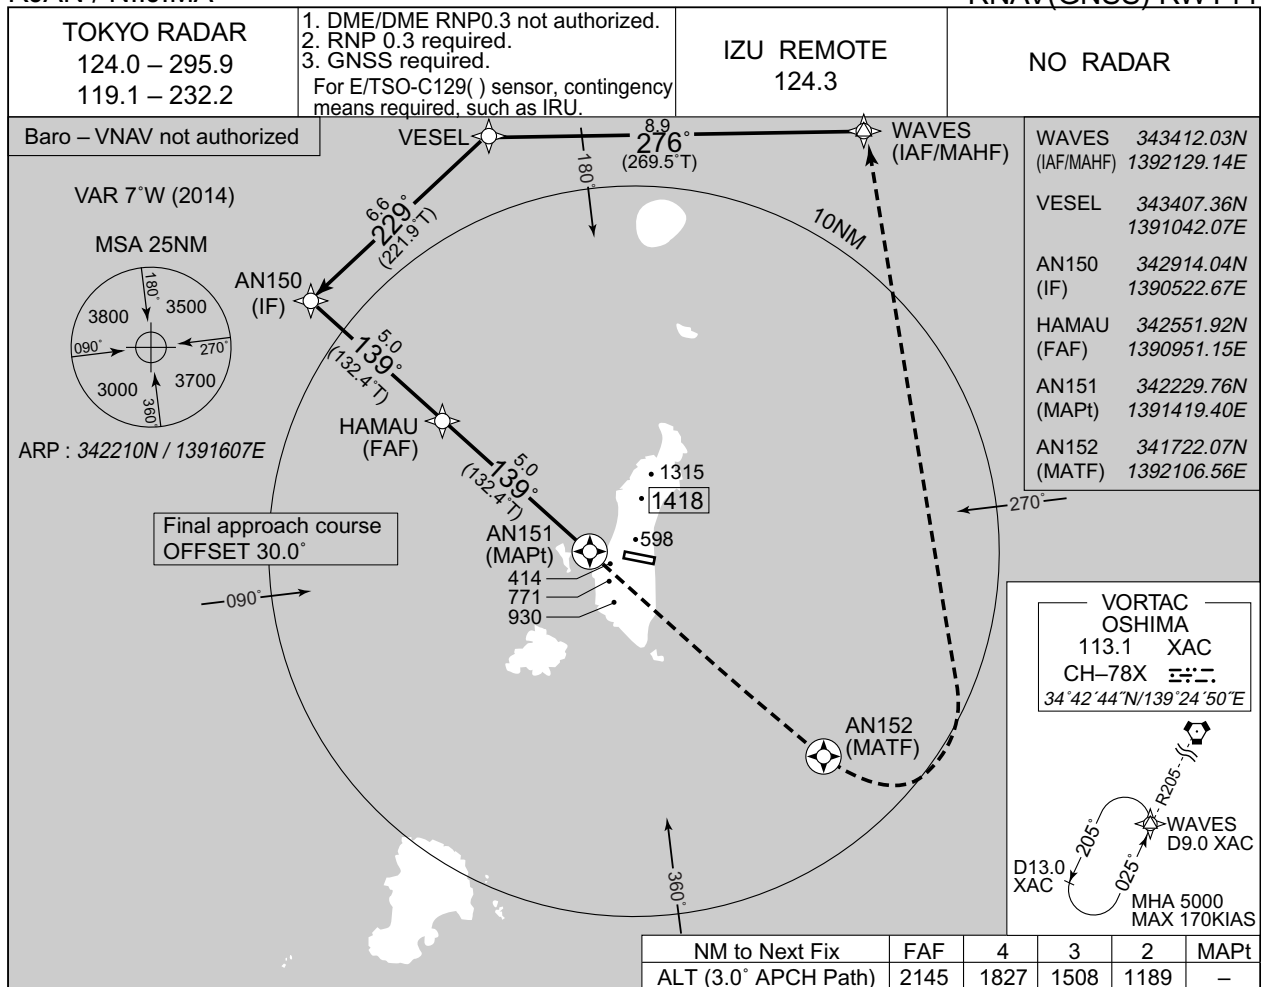 TOKYO RADAR
124.0 – 295.9
119.1 – 232.2
1. DME/DME RNP0.3 not authorized.
2. RNP 0.3 required.
3. GNSS required.
For E/TSO-C129( ) sensor, contingency
means required, such as IRU.
IZU REMOTE
124.3
NO RADAR
Baro – VNAV not authorized
VAR 7˚W (2014)
MSA 25NM
180˚
3800
3500
090˚
270˚
3000
3700
360˚
ARP : 342210N / 1391607E
VESEL
8.9
276˚
(269.5˚T)
WAVES
(IAF/MAHF)
180˚
6.6
229˚
(221.9˚T)
10NM
AN150
(IF)
5.0
139˚
(132.4˚T)
HAMAU
(FAF)
5.0
139˚
(132.4˚T)
1315
1418
598
AN151
(MAPt)
414
771
930
Final approach course
OFFSET 30.0˚
090˚
270˚
360˚
AN152
(MATF)
WAVES 343412.03N
(IAF/MAHF) 1392129.14E
VESEL 343407.36N
1391042.07E
AN150 342914.04N
(IF) 1390522.67E
HAMAU 342551.92N
(FAF) 1390951.15E
AN151 342229.76N
(MAPt) 1391419.40E
AN152 341722.07N
(MATF) 1392106.56E
VORTAC
OSHIMA
113.1 XAC
CH–78X
34˚42´44˝N/139˚24´50˝E
R205
WAVES
D9.0 XAC
205˚
025˚
D13.0
XAC
MHA 5000
MAX 170KIAS
NM to Next Fix FAF 4 3 2 MAPt
ALT (3.0˚ APCH Path) 2145 1827 1508 1189 –